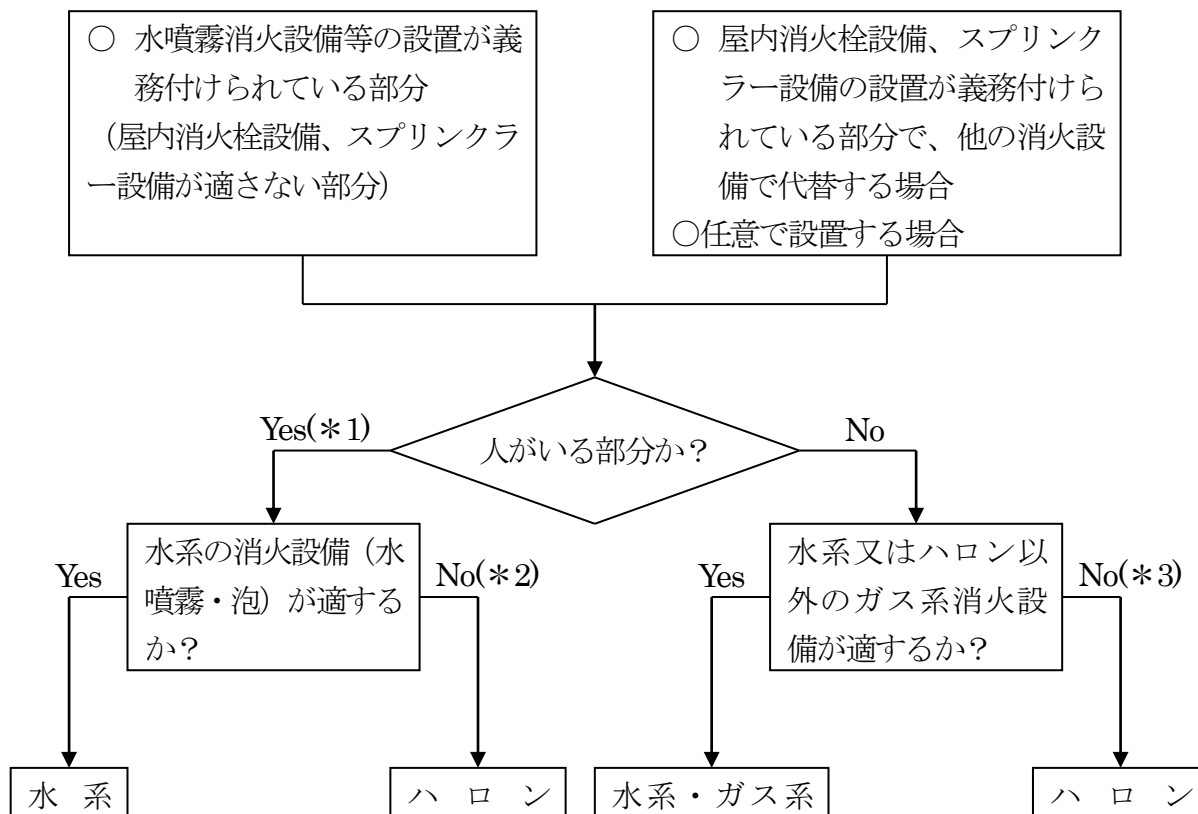 ○ 水噴霧消火設備等の設置が義
務付けられている部分
（屋内消火栓設備、スプリンクラ
ー設備が適さない部分）
○ 屋内消火栓設備、スプリンク
ラー設備の設置が義務付けら
れている部分で、他の消火設
備で代替する場合
○任意で設置する場合
人がいる部分か？
Yes(＊1)
No
水系の消火設備（水
噴霧・泡）が適する
か？
Yes
No(＊2)
水系又はハロン以
外のガス系消火設
備が適するか？
Yes
No(＊3)
水 系
ハ ロ ン
水系・ガス系
ハ ロ ン